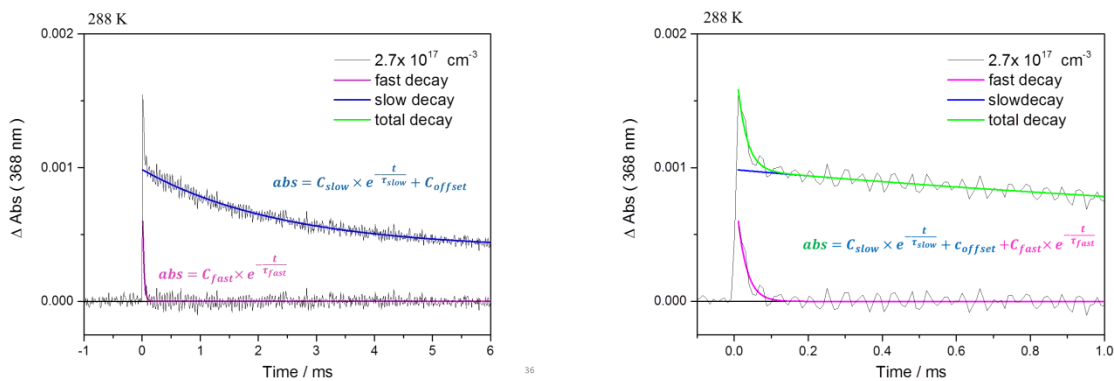 288 K
0.002
0.001
0.000
Δ Abs ( 368 nm )
2.7x 10¹⁷ cm⁻³
fast decay
slow decay
total decay
abs = C_slow × e^(-t/τ_slow) + C_offset
abs = C_fast × e^(-t/τ_fast)
-1 0 1 2 3 4 5 6
Time / ms
36
288 K
0.002
0.001
0.000
Δ Abs ( 368 nm )
2.7x 10¹⁷ cm⁻³
fast decay
slowdecay
total decay
abs = C_slow × e^(-t/τ_slow) + c_offset + C_fast × e^(-t/τ_fast)
0.0 0.2 0.4 0.6 0.8 1.0
Time / ms